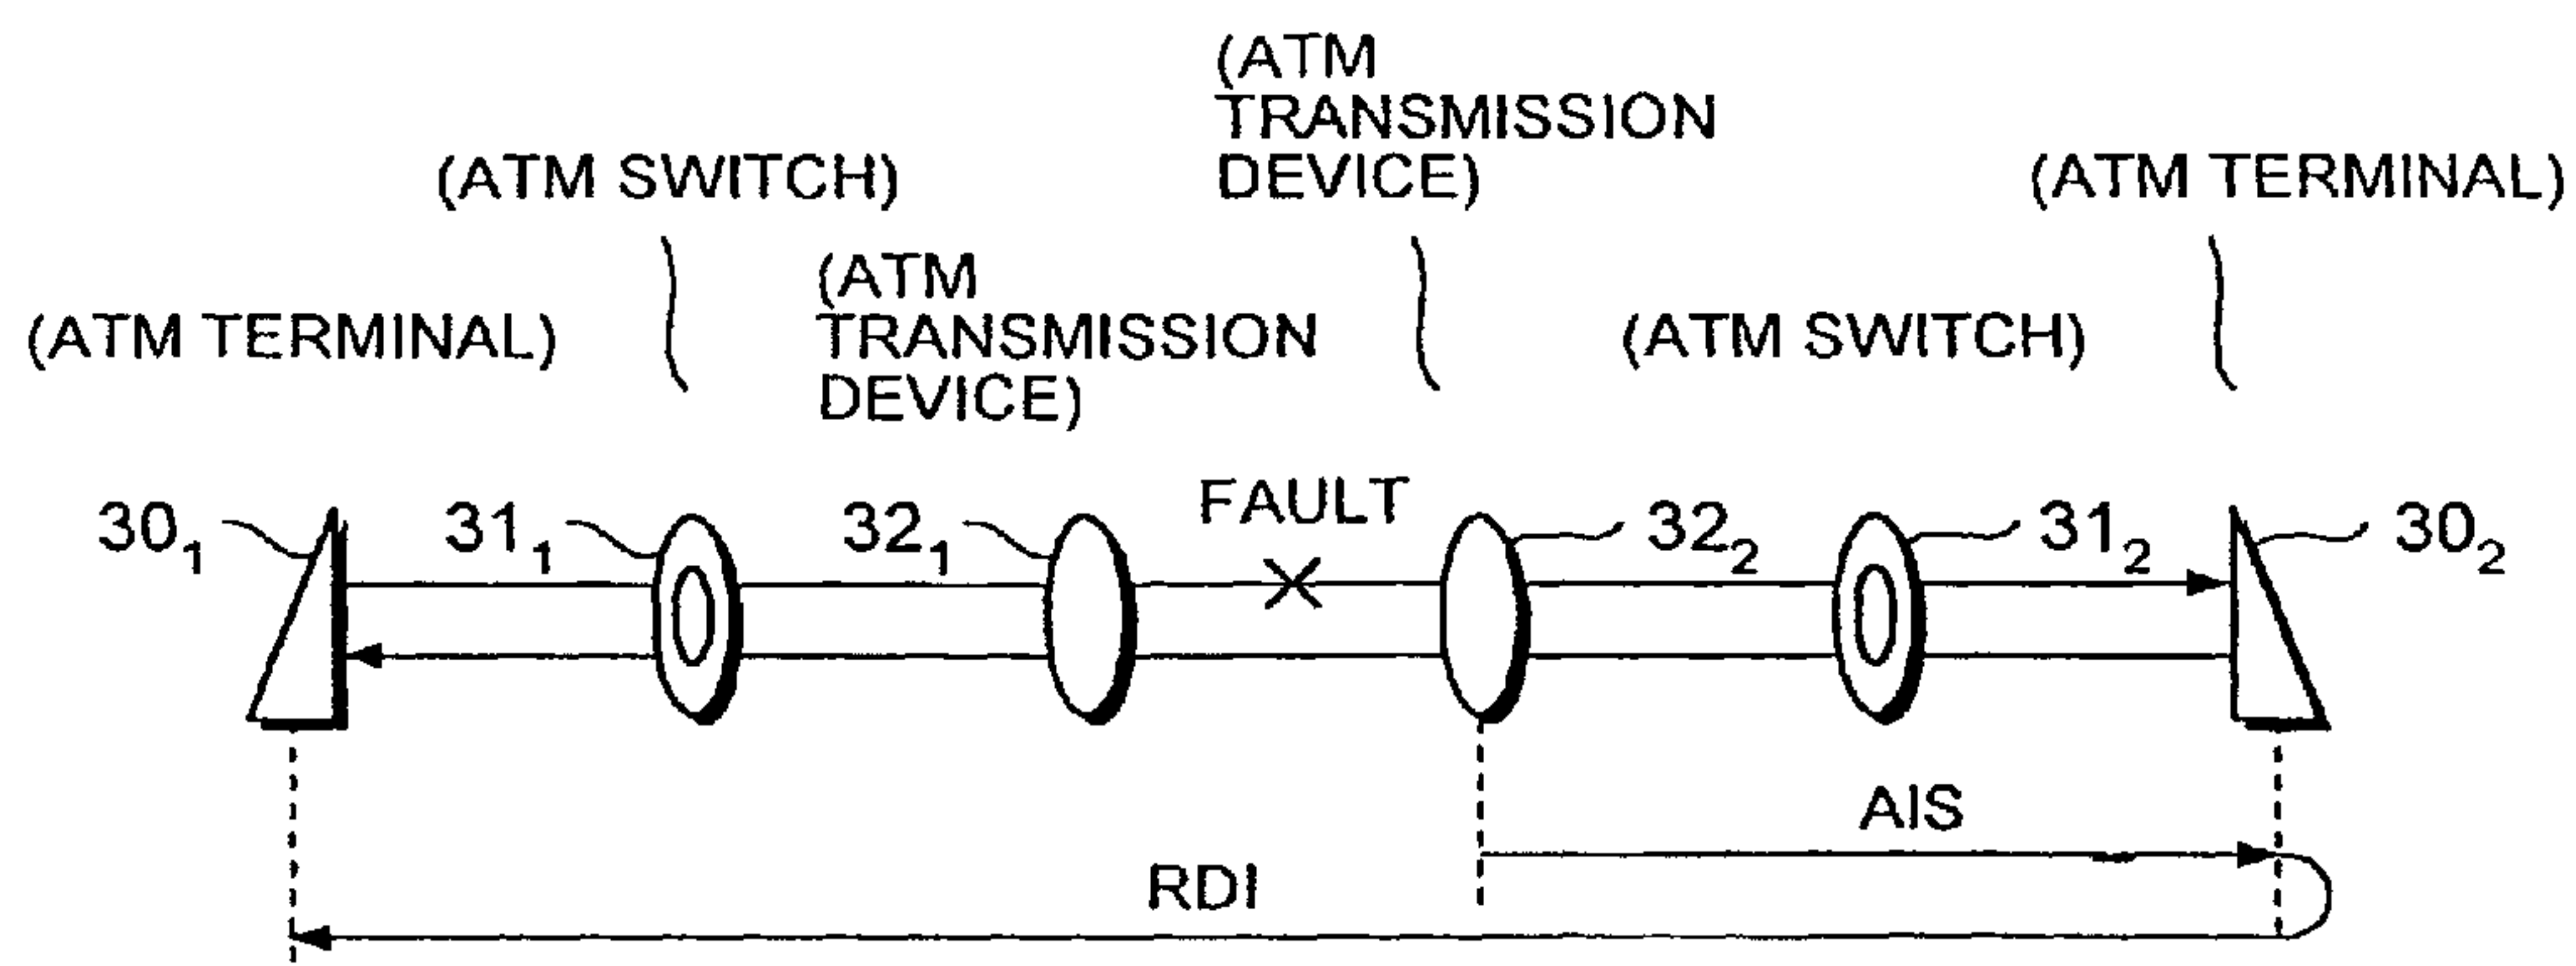 (ATM
TRANSMISSION
DEVICE)
(ATM SWITCH)
(ATM TERMINAL)
(ATM
TRANSMISSION
DEVICE)
(ATM TERMINAL)
(ATM SWITCH)
FAULT
30₁
31₁
32₁
32₂
31₂
30₂
AIS
RDI